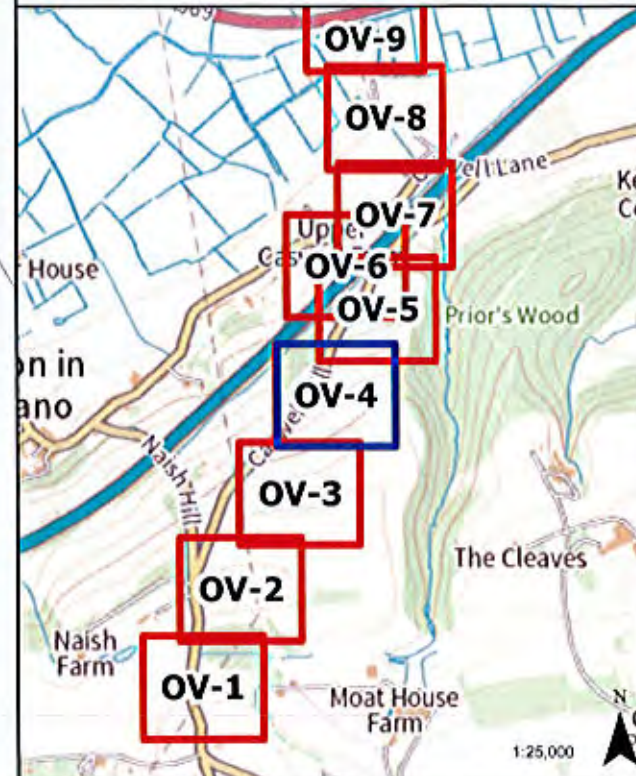 OV-9
OV-8
Lane
OV-7
OV-6
OV-5
House
Prior's Wood
on in
ano
OV-4
Naish Hill
OV-3
The Cleaves
OV-2
Naish
Farm
OV-1
Moat House
Farm
N
1:25,000